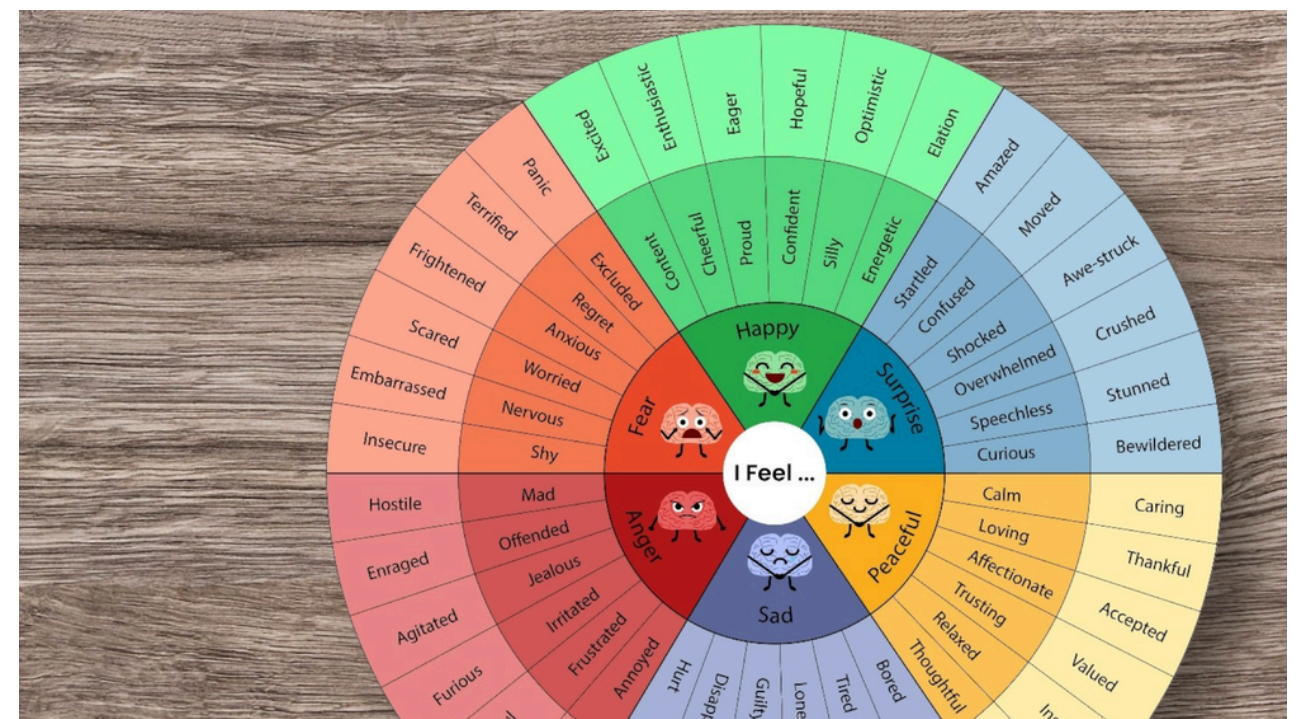 I Feel ...
Happy
Surprise
Peaceful
Sad
Anger
Fear
Content
Cheerful
Proud
Confident
Silly
Energetic
Excited
Enthusiastic
Eager
Hopeful
Optimistic
Elation
Startled
Confused
Shocked
Overwhelmed
Speechless
Curious
Amazed
Moved
Awe-struck
Crushed
Stunned
Bewildered
Calm
Loving
Affectionate
Trusting
Relaxed
Thoughtful
Caring
Thankful
Accepted
Valued
Bored
Tired
Guilty
Hurt
Annoyed
Frustrated
Irritated
Jealous
Offended
Mad
Furious
Agitated
Enraged
Hostile
Shy
Nervous
Worried
Anxious
Regret
Excluded
Insecure
Embarrassed
Scared
Frightened
Terrified
Panic